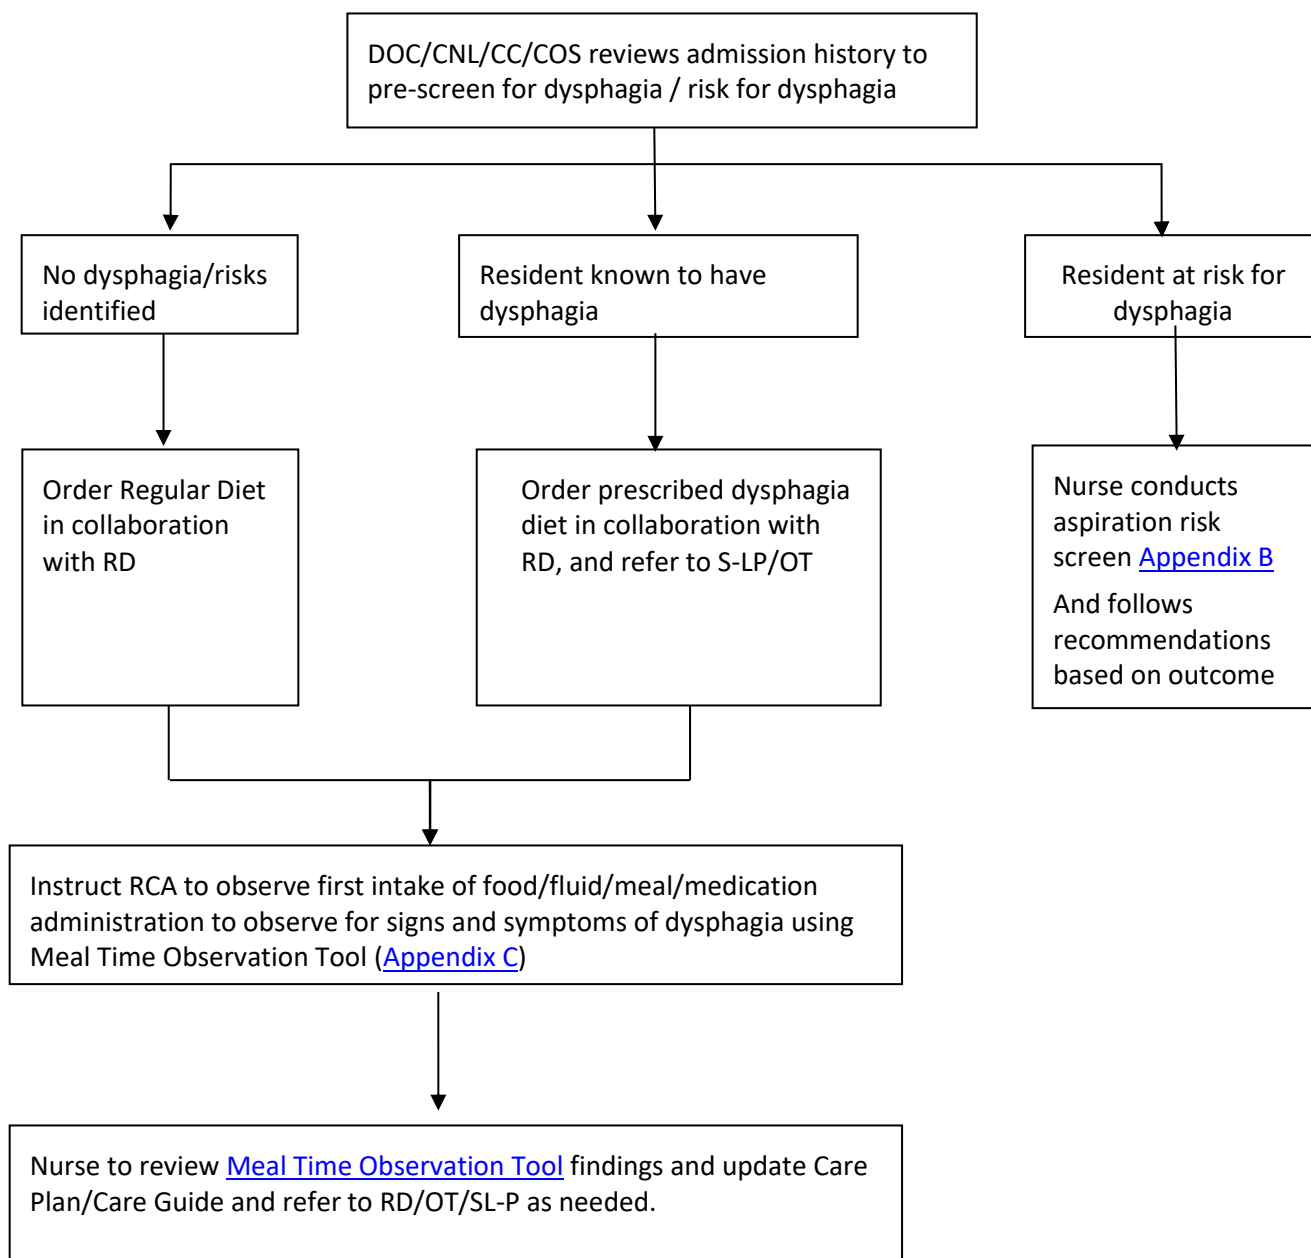 DOC/CNL/CC/COS reviews admission history to
pre-screen for dysphagia / risk for dysphagia
No dysphagia/risks
identified
Resident known to have
dysphagia
Resident at risk for
dysphagia
Order Regular Diet
in collaboration
with RD
Order prescribed dysphagia
diet in collaboration with
RD, and refer to S-LP/OT
Nurse conducts
aspiration risk
screen Appendix B
And follows
recommendations
based on outcome
Instruct RCA to observe first intake of food/fluid/meal/medication
administration to observe for signs and symptoms of dysphagia using
Meal Time Observation Tool (Appendix C)
Nurse to review Meal Time Observation Tool findings and update Care
Plan/Care Guide and refer to RD/OT/SL-P as needed.